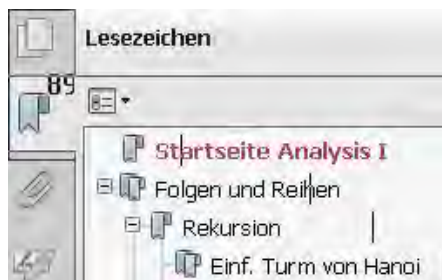 Lesezeichen
89
Startseite Analysis I
Folgen und Reihen
Rekursion
Einf. Turm von Hanoi